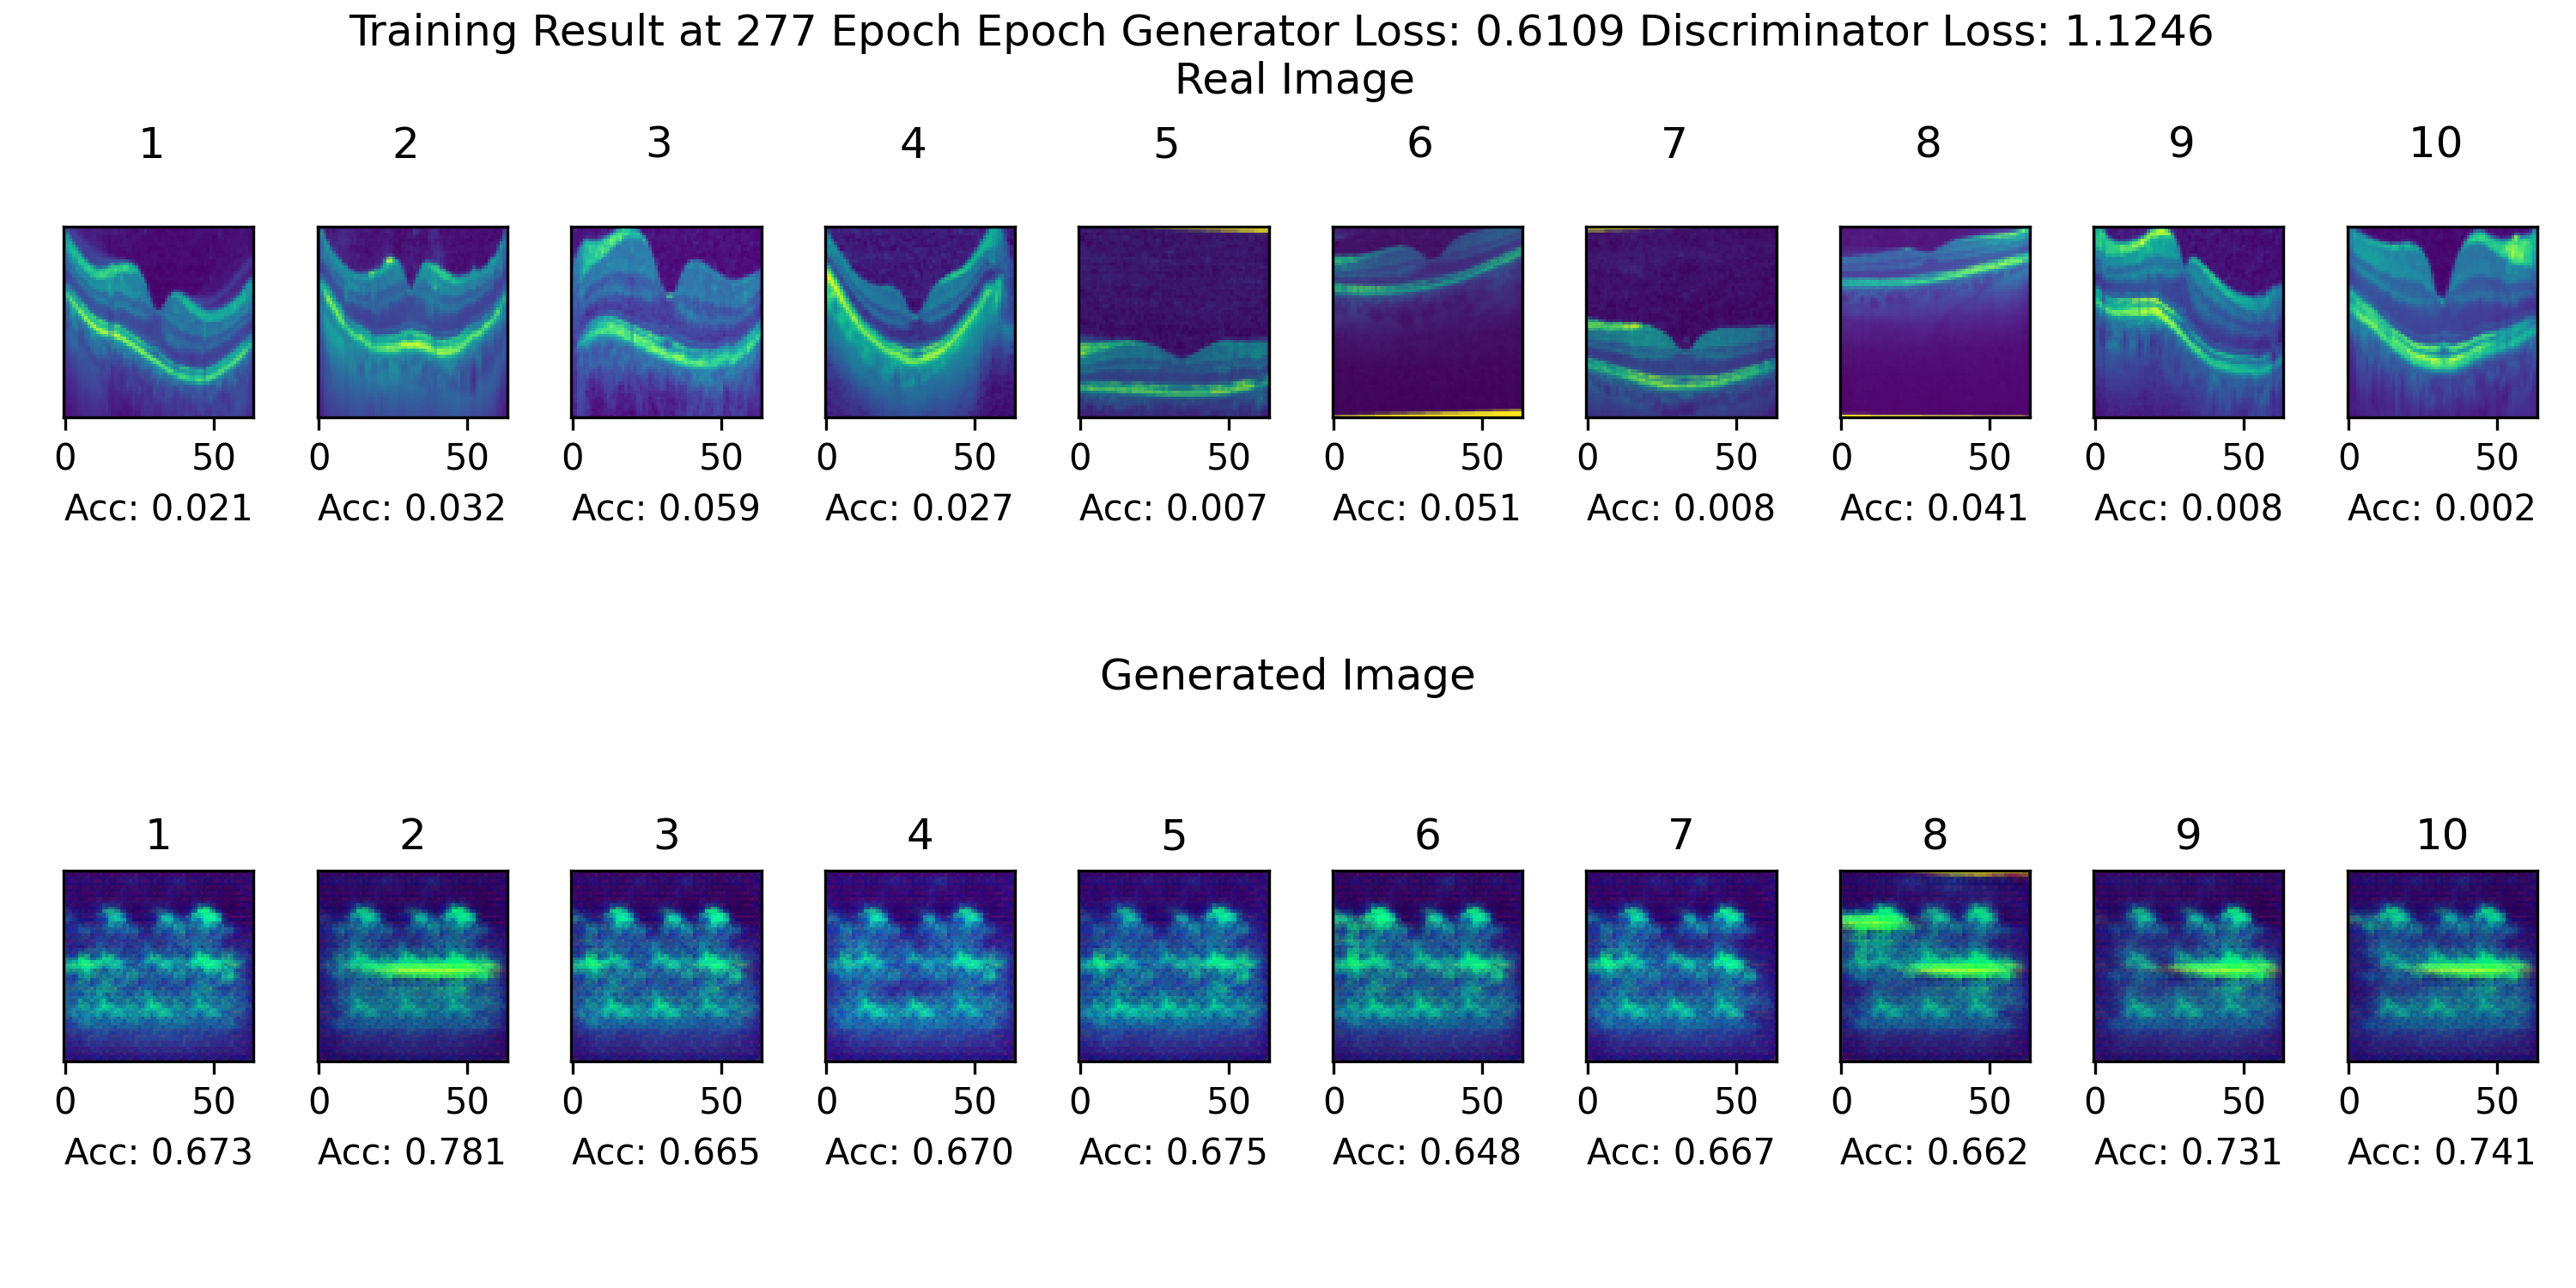 Training Result at 277 Epoch Epoch Generator Loss: 0.6109 Discriminator Loss: 1.1246
Real Image
1 2 3 4 5 6 7 8 9 10
0 50 0 50 0 50 0 50 0 50 0 50 0 50 0 50 0 50 0 50
Acc: 0.021 Acc: 0.032 Acc: 0.059 Acc: 0.027 Acc: 0.007 Acc: 0.051 Acc: 0.008 Acc: 0.041 Acc: 0.008 Acc: 0.002
Generated Image
1 2 3 4 5 6 7 8 9 10
0 50 0 50 0 50 0 50 0 50 0 50 0 50 0 50 0 50 0 50
Acc: 0.673 Acc: 0.781 Acc: 0.665 Acc: 0.670 Acc: 0.675 Acc: 0.648 Acc: 0.667 Acc: 0.662 Acc: 0.731 Acc: 0.741